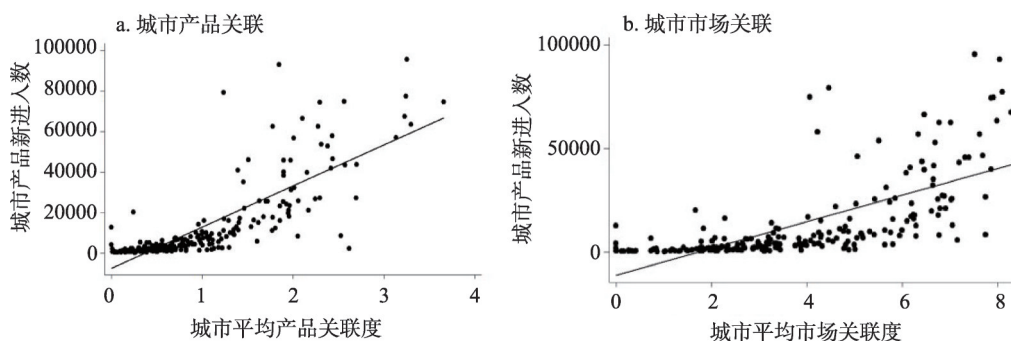 a. 城市产品关联
100000
80000
60000
40000
20000
0
城市产品新进入数
0 1 2 3 4
城市平均产品关联度
b. 城市市场关联
100000
50000
0
城市产品新进入数
0 2 4 6 8
城市平均市场关联度